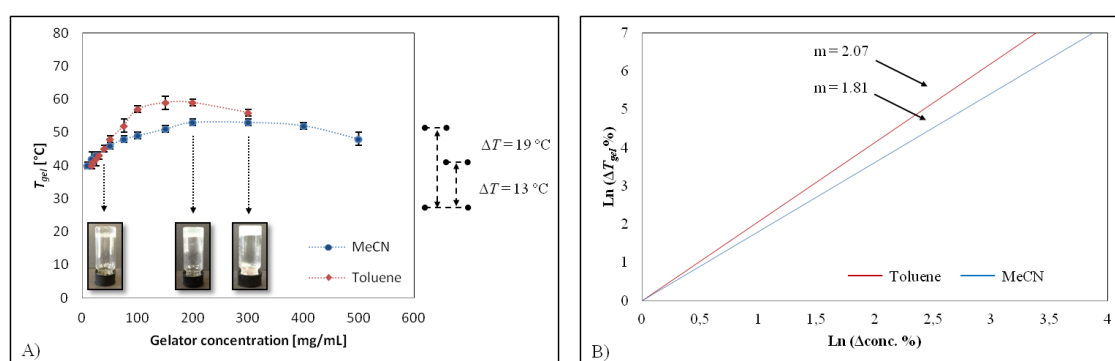 80
70
60
50
40
30
20
10
0
T_gel [°C]
0 100 200 300 400 500 600
Gelator concentration [mg/mL]
MeCN
Toluene
ΔT = 19 °C
ΔT = 13 °C
A)
7
6
5
4
3
2
1
0
Ln (ΔT_gel %)
m = 2.07
m = 1.81
Toluene MeCN
0 0,5 1 1,5 2 2,5 3 3,5 4
Ln (Δconc. %)
B)